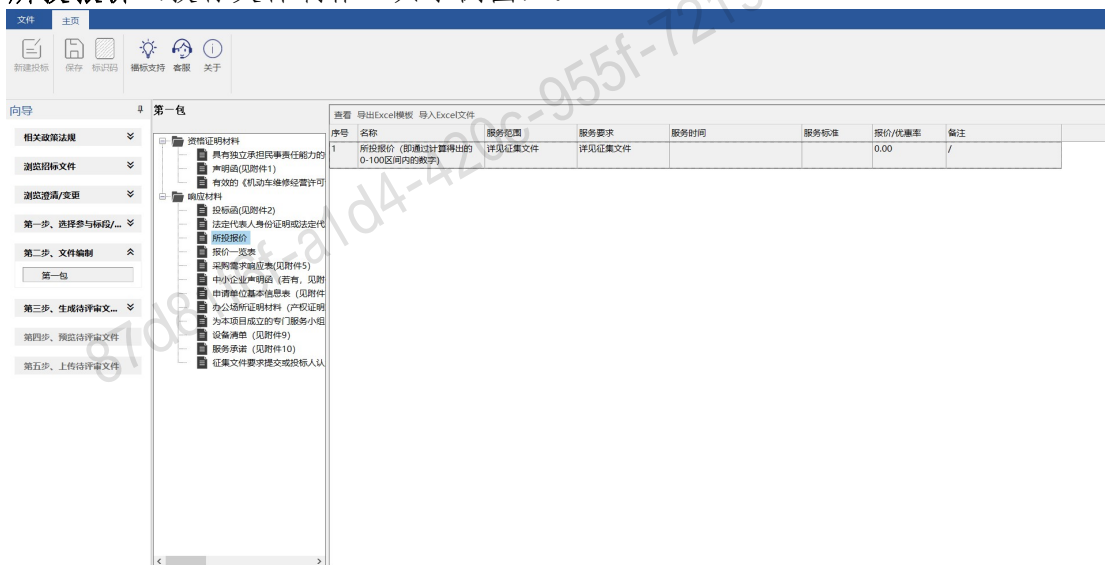 文件 主页
新建投标 保存 标识码 福标支持 客服 关于
向导
相关政策法规
浏览招标文件
浏览澄清/变更
第一步、选择参与标段/...
第二步、文件编制
第一包
第三步、生成待评审文...
第四步、预览待评审文件
第五步、上传待评审文件
第一包
资格证明材料
具有独立承担民事责任能力的
声明函(见附件1)
有效的《机动车维修经营许可
响应材料
投标函(见附件2)
法定代表人身份证明或法定代
所投报价
报价一览表
采购需求响应表(见附件5)
中小企业声明函（若有，见附
申请单位基本信息表（见附件
办公场所证明材料（产权证明
为本项目成立的专门服务小组
设备清单（见附件9）
服务承诺（见附件10）
征集文件要求提交或投标人认
查看 导出Excel模板 导入Excel文件
序号 名称 服务范围 服务要求 服务时间 服务标准 报价/优惠率 备注
1 所投报价（即通过计算得出的 详见征集文件 详见征集文件 0.00 /
0-100区间内的数字）